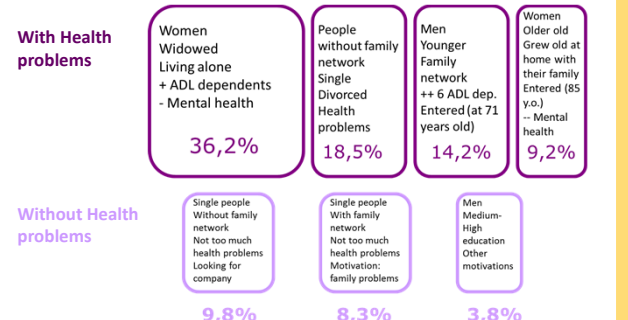 With Health
problems
Women
Widowed
Living alone
+ ADL dependents
- Mental health
36,2%
People
without family
network
Single
Divorced
Health
problems
18,5%
Men
Younger
Family
network
++ 6 ADL dep.
Entered (at 71
years old)
14,2%
Women
Older old
Grew old at
home with
their family
Entered (85
y.o.)
-- Mental
health
9,2%
Without Health
problems
Single people
Without family
network
Not too much
health problems
Looking for
company
9,8%
Single people
With family
network
Not too much
health problems
Motivation:
family problems
8,3%
Men
Medium-
High
education
Other
motivations
3,8%